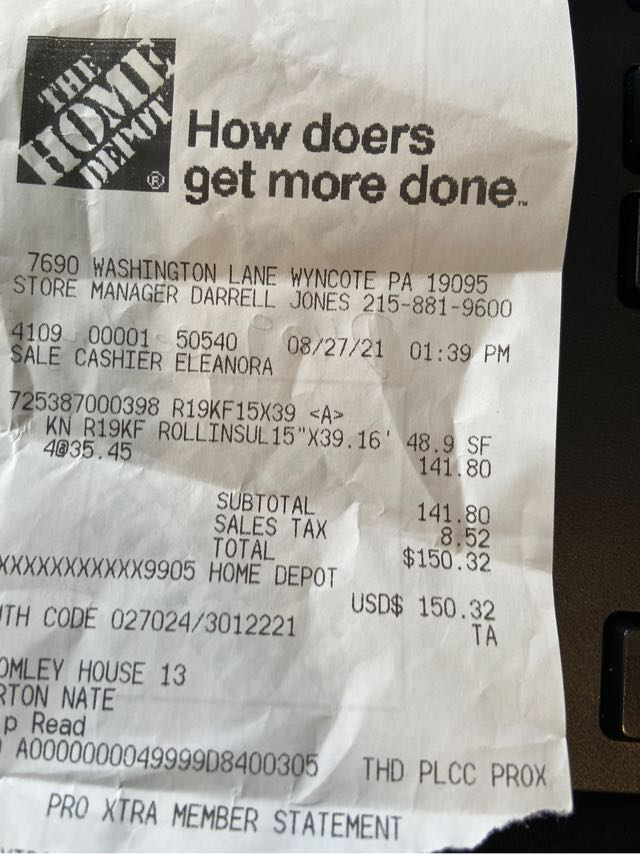 THE
HOME
DEPOT
®
How doers
get more done.™
7690 WASHINGTON LANE WYNCOTE PA 19095
STORE MANAGER DARRELL JONES 215-881-9600
4109 00001 50540 08/27/21 01:39 PM
SALE CASHIER ELEANORA
725387000398 R19KF15X39 <A>
KN R19KF ROLLINSUL15"X39.16' 48.9 SF
4@35.45 141.80
SUBTOTAL 141.80
SALES TAX 8.52
TOTAL $150.32
XXXXXXXXXXX9905 HOME DEPOT
USD$ 150.32
UTH CODE 027024/3012221 TA
OMLEY HOUSE 13
RTON NATE
p Read
A0000000049999D8400305 THD PLCC PROX
PRO XTRA MEMBER STATEMENT